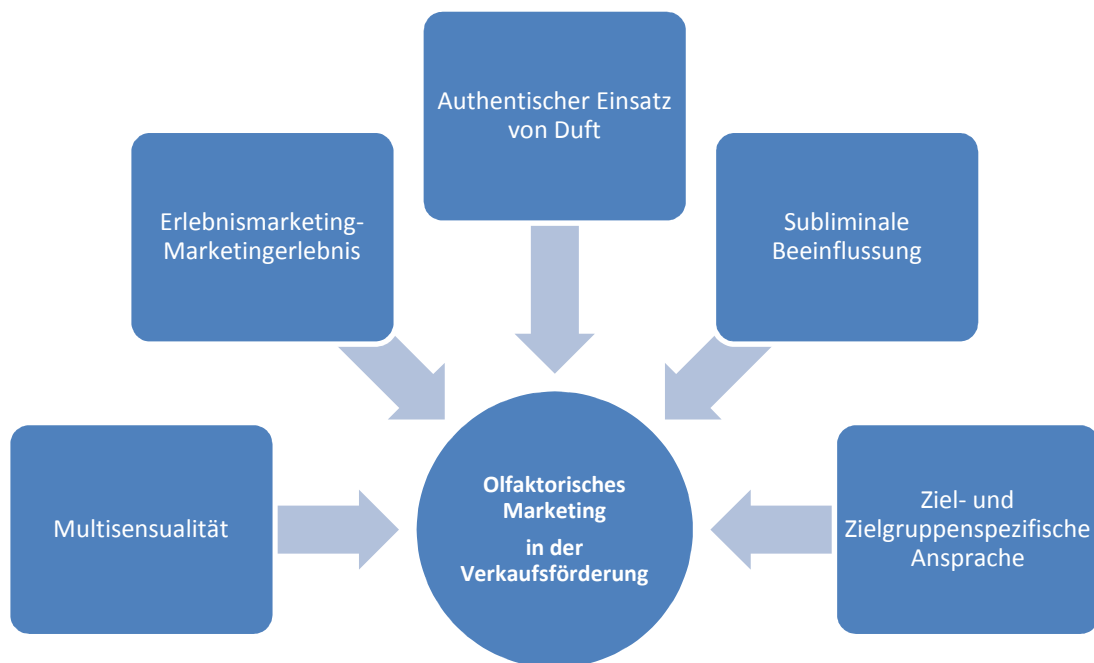 Authentischer Einsatz
von Duft
Erlebnismarketing-
Marketingerlebnis
Subliminale
Beeinflussung
Multisensualität
Olfaktorisches
Marketing
in der
Verkaufsförderung
Ziel- und
Zielgruppenspezifische
Ansprache